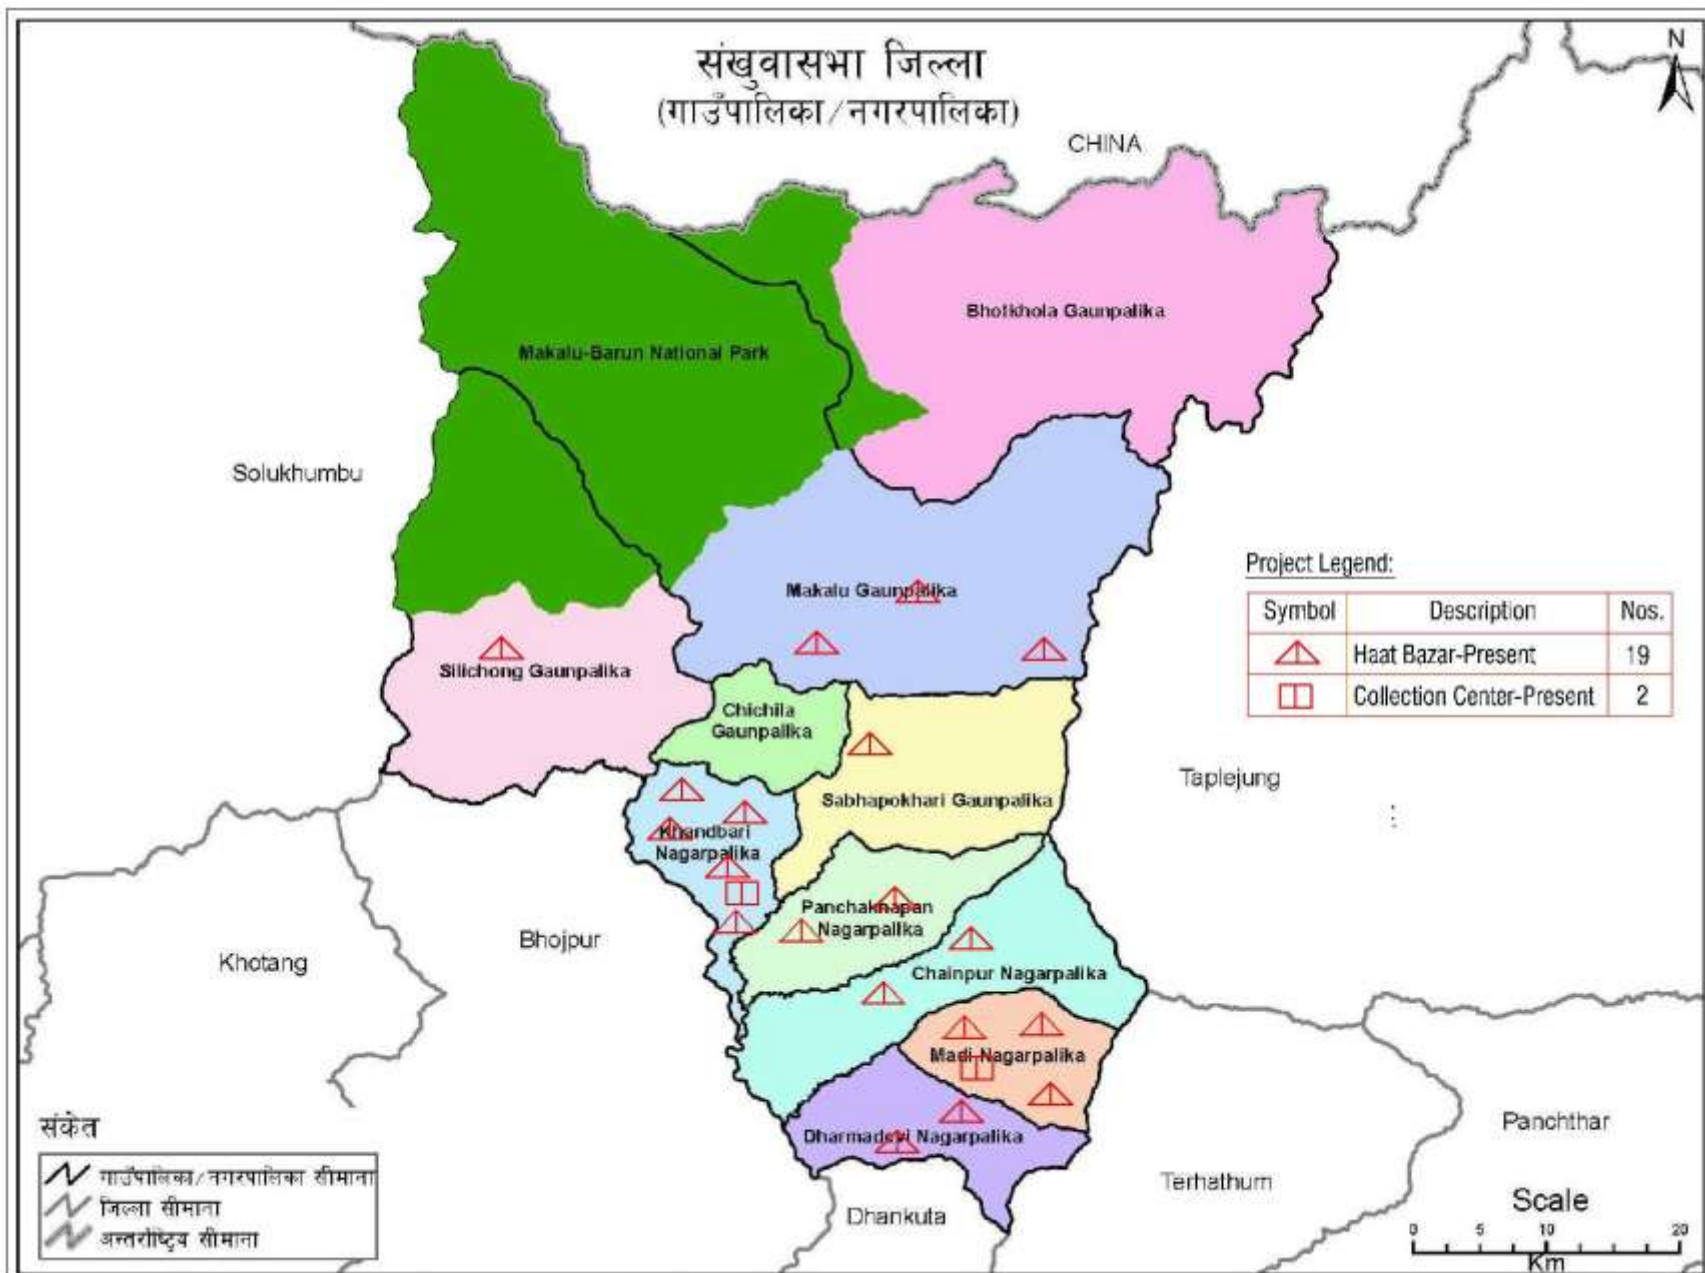 संखुवासभा जिल्ला
(गाउँपालिका/नगरपालिका)
N
CHINA
Bhotkhola Gaunpalika
Makalu-Barun National Park
Solukhumbu
Makalu Gaunpalika
Project Legend:
Symbol Description Nos.
Haat Bazar-Present 19
Collection Center-Present 2
Silichong Gaunpalika
Chichila
Gaunpalika
Taplejung
Sabhapokhari Gaunpalika
Khandbari
Nagarpalika
Panchakhapan
Nagarpalika
Bhojpur
Khotang
Chainpur Nagarpalika
Madi Nagarpalika
Dharmadevi Nagarpalika
Panchthar
Terhathum
Dhankuta
संकेत
गाउँपालिका/नगरपालिका सीमाना
जिल्ला सीमाना
अन्तर्राष्ट्रिय सीमाना
Scale
0 5 10 20
Km